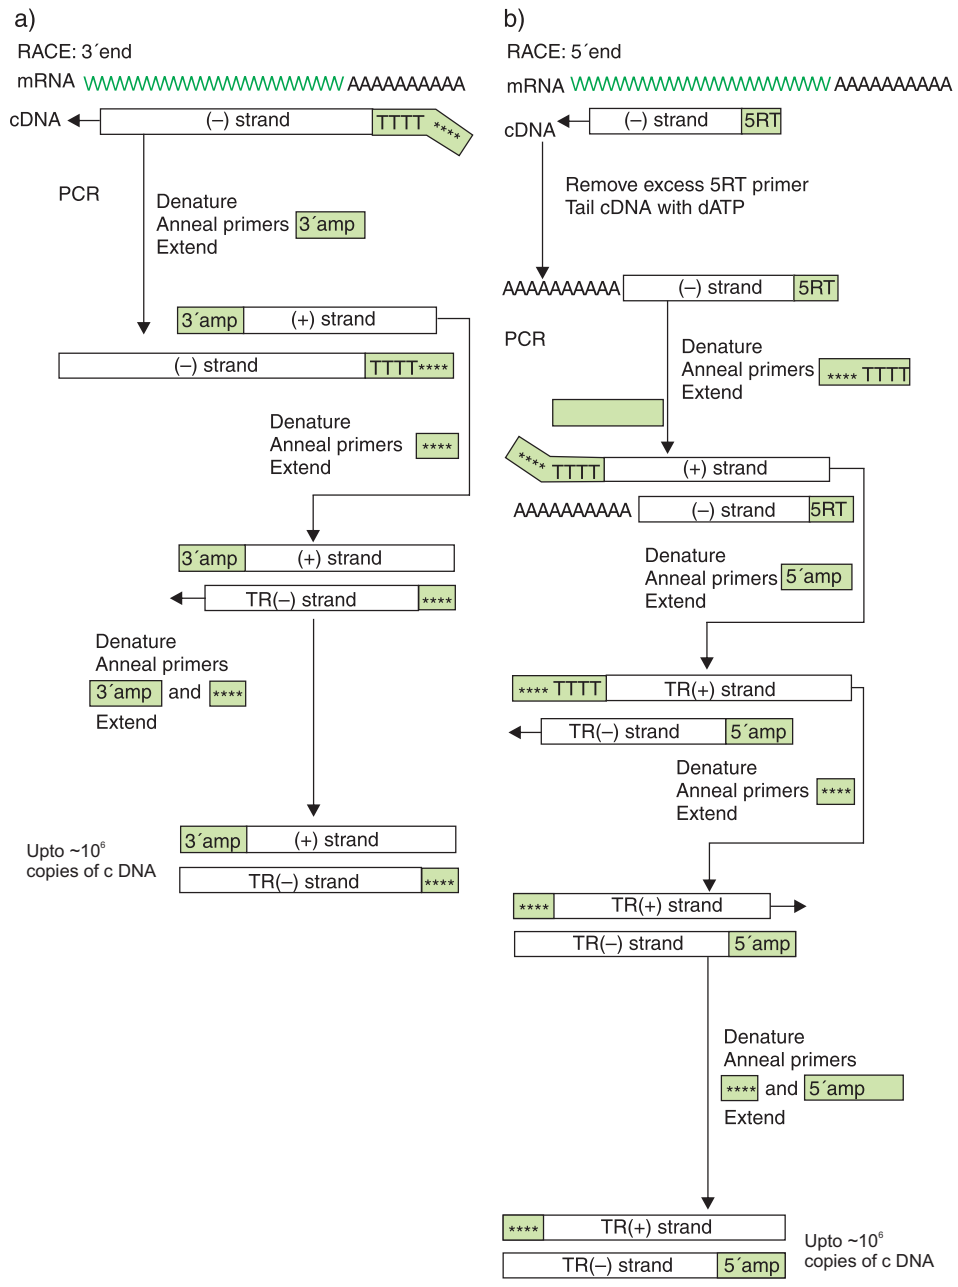 a)
RACE: 3´end
mRNA AAAAAAAAAA
cDNA (–) strand TTTT ****
PCR
Denature
Anneal primers 3´amp
Extend
3´amp (+) strand
(–) strand TTTT****
Denature
Anneal primers ****
Extend
3´amp (+) strand
TR(–) strand ****
Denature
Anneal primers
3´amp and ****
Extend
3´amp (+) strand
Upto ~10⁶
copies of c DNA
TR(–) strand ****
b)
RACE: 5´end
mRNA AAAAAAAAAA
cDNA (–) strand 5RT
Remove excess 5RT primer
Tail cDNA with dATP
AAAAAAAAAA (–) strand 5RT
PCR
Denature
Anneal primers **** TTTT
Extend
**** TTTT (+) strand
AAAAAAAAAA (–) strand 5RT
Denature
Anneal primers 5´amp
Extend
**** TTTT TR(+) strand
TR(–) strand 5´amp
Denature
Anneal primers ****
Extend
**** TR(+) strand
TR(–) strand 5´amp
Denature
Anneal primers
**** and 5´amp
Extend
**** TR(+) strand
TR(–) strand 5´amp
Upto ~10⁶
copies of c DNA